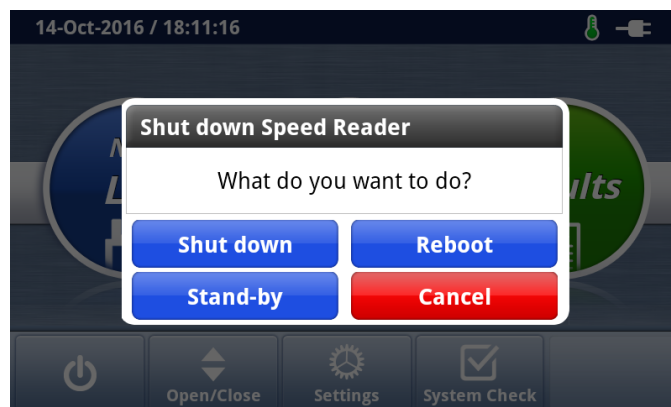 14-Oct-2016 / 18:11:16
Shut down Speed Reader
What do you want to do?
Shut down
Reboot
Stand-by
Cancel
Open/Close
Settings
System Check